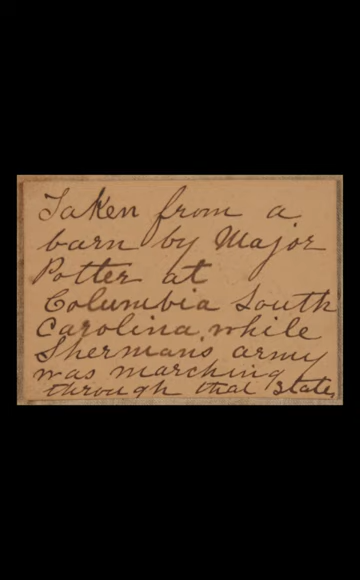 Taken from a
barn by Major
Potter at
Columbia South
Carolina, while
Sherman's army
was marching
through that State,